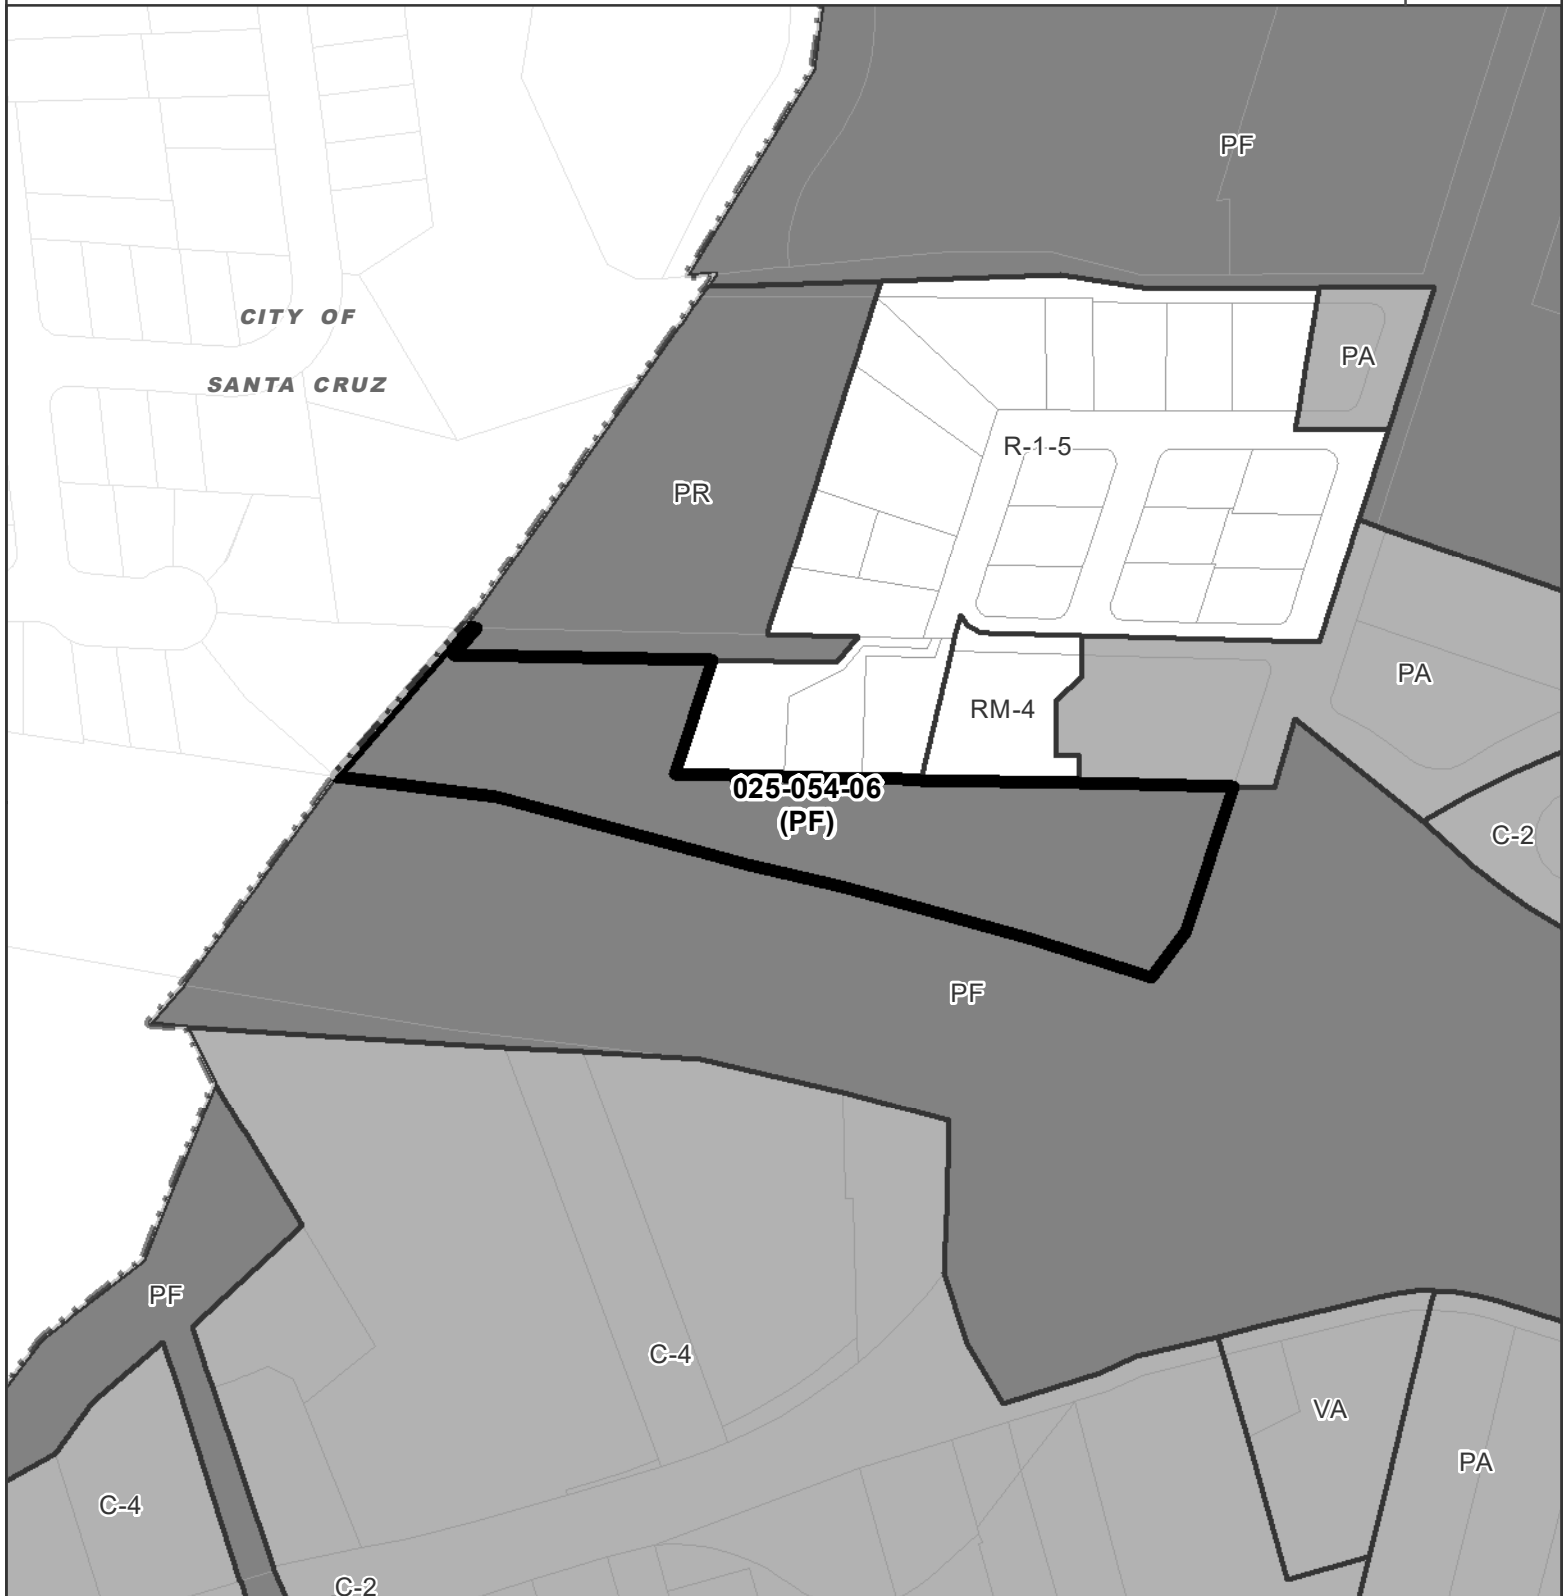 PF
CITY OF
SANTA CRUZ
PA
R-1-5
PR
PA
RM-4
025-054-06
(PF)
C-2
PF
PF
C-4
VA
PA
C-4
C-2